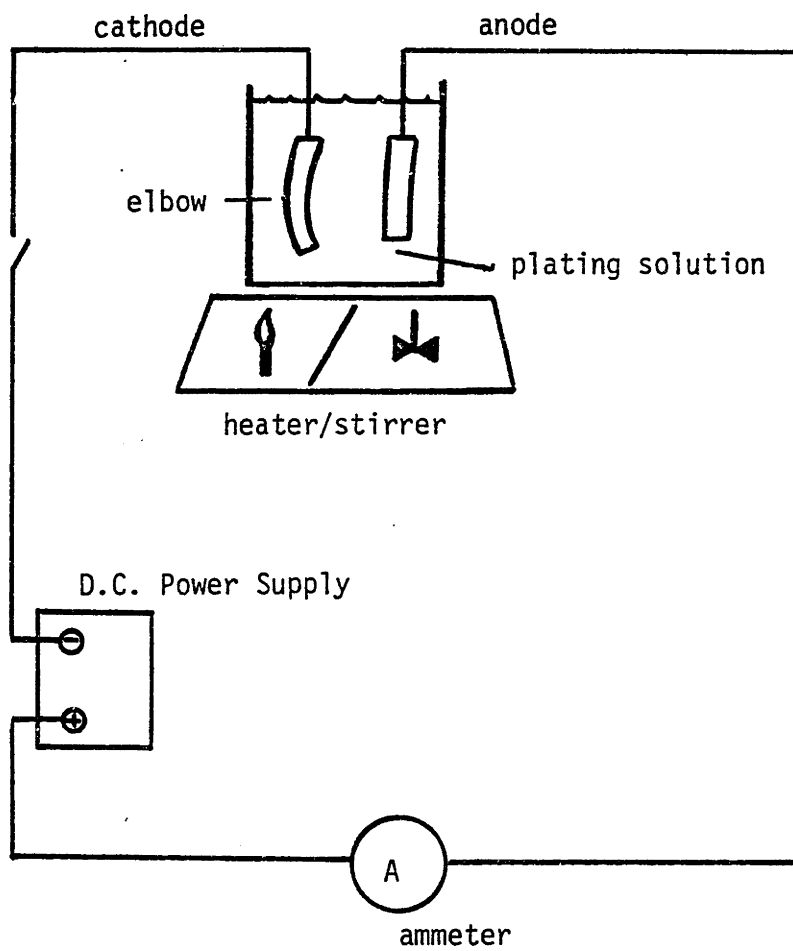 cathode
anode
elbow
plating solution
heater/stirrer
D.C. Power Supply
−
+
A
ammeter